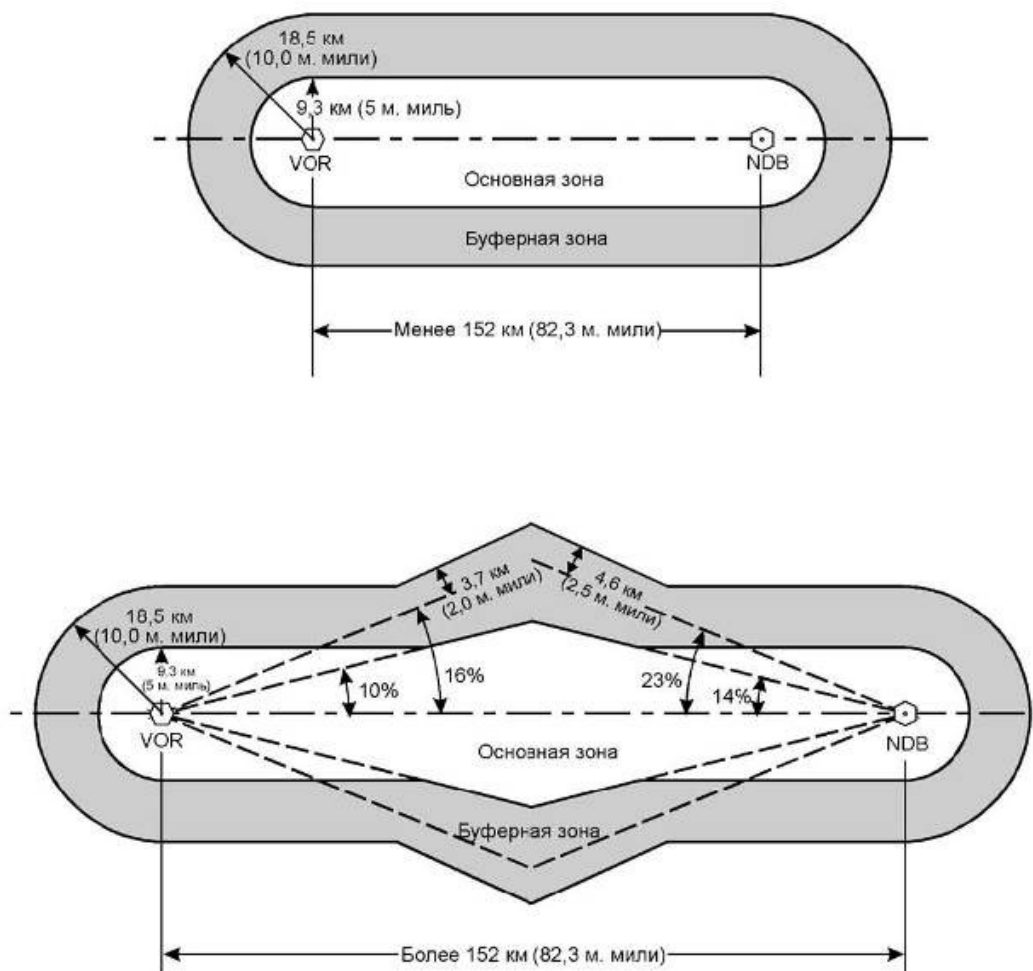 18,5 км
(10,0 м. мили)
9,3 км (5 м. миль)
VOR
NDB
Основная зона
Буферная зона
Менее 152 км (82,3 м. мили)
3,7 км
(2,0 м. мили)
4,6 км
(2,5 м. мили)
18,5 км
(10,0 м. мили)
9,3 км
(5 м. миль)
10%
16%
23%
14%
VOR
NDB
Основная зона
Буферная зона
Более 152 км (82,3 м. мили)